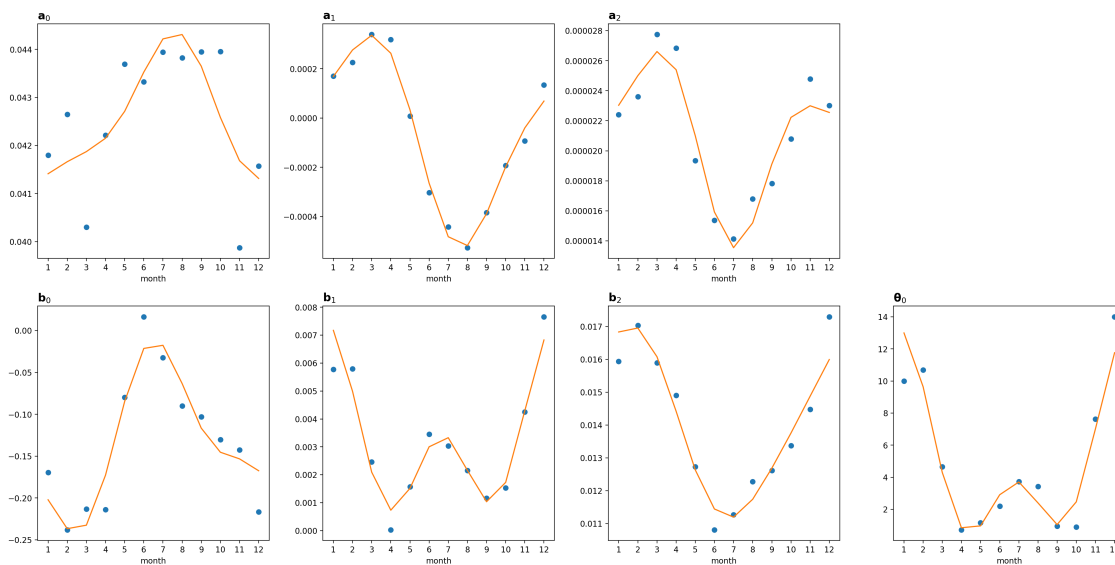 a₀
0.044
0.043
0.042
0.041
0.040
1 2 3 4 5 6 7 8 9 10 11 12
month
a₁
0.0002
0.0000
−0.0002
−0.0004
1 2 3 4 5 6 7 8 9 10 11 12
month
a₂
0.000028
0.000026
0.000024
0.000022
0.000020
0.000018
0.000016
0.000014
1 2 3 4 5 6 7 8 9 10 11 12
month
b₀
0.00
−0.05
−0.10
−0.15
−0.20
−0.25
1 2 3 4 5 6 7 8 9 10 11 12
month
b₁
0.008
0.007
0.006
0.005
0.004
0.003
0.002
0.001
0.000
1 2 3 4 5 6 7 8 9 10 11 12
month
b₂
0.017
0.016
0.015
0.014
0.013
0.012
0.011
1 2 3 4 5 6 7 8 9 10 11 12
month
θ₀
14
12
10
8
6
4
2
1 2 3 4 5 6 7 8 9 10 11
month